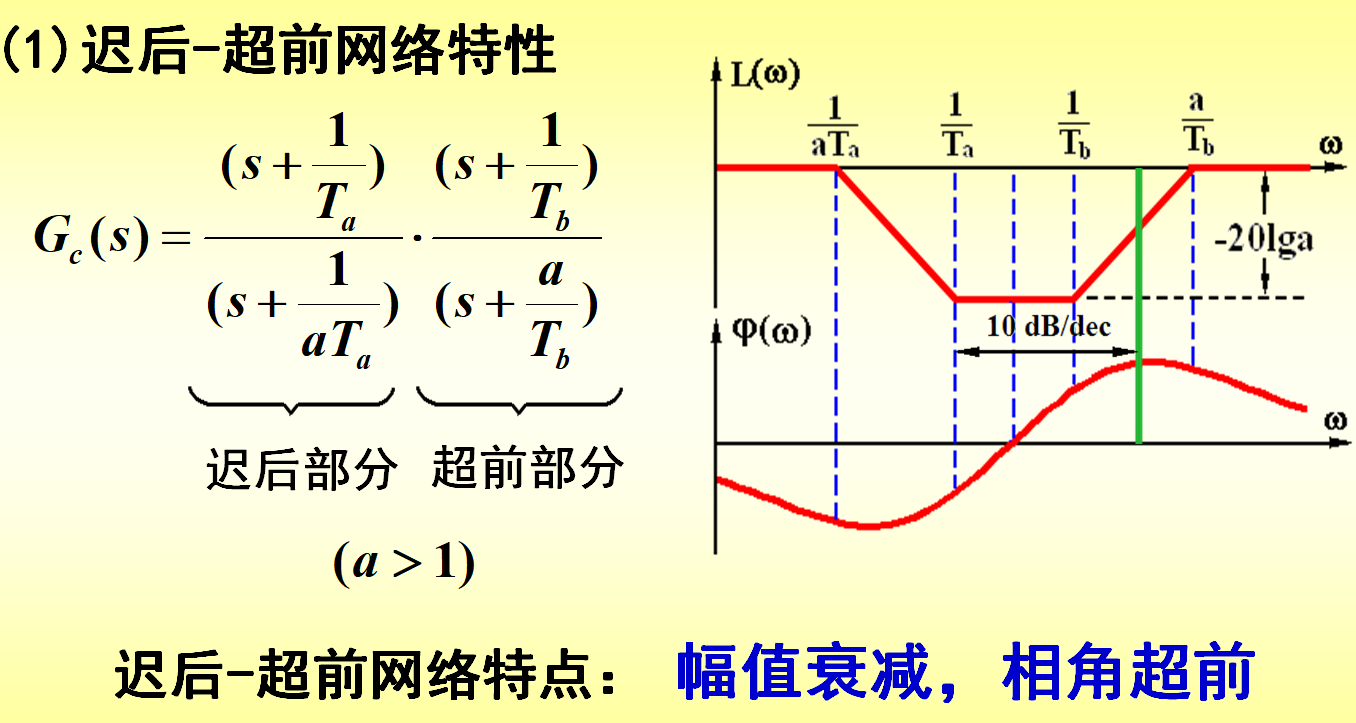 (1)迟后-超前网络特性
G_c(s) = \frac{(s+\frac{1}{T_a})}{(s+\frac{1}{aT_a})} · \frac{(s+\frac{1}{T_b})}{(s+\frac{a}{T_b})}
迟后部分 超前部分
(a > 1)
L(ω)
\frac{1}{aT_a} \frac{1}{T_a} \frac{1}{T_b} \frac{a}{T_b} ω
-20lga
10 dB/dec
φ(ω)
ω
迟后-超前网络特点： 幅值衰减，相角超前